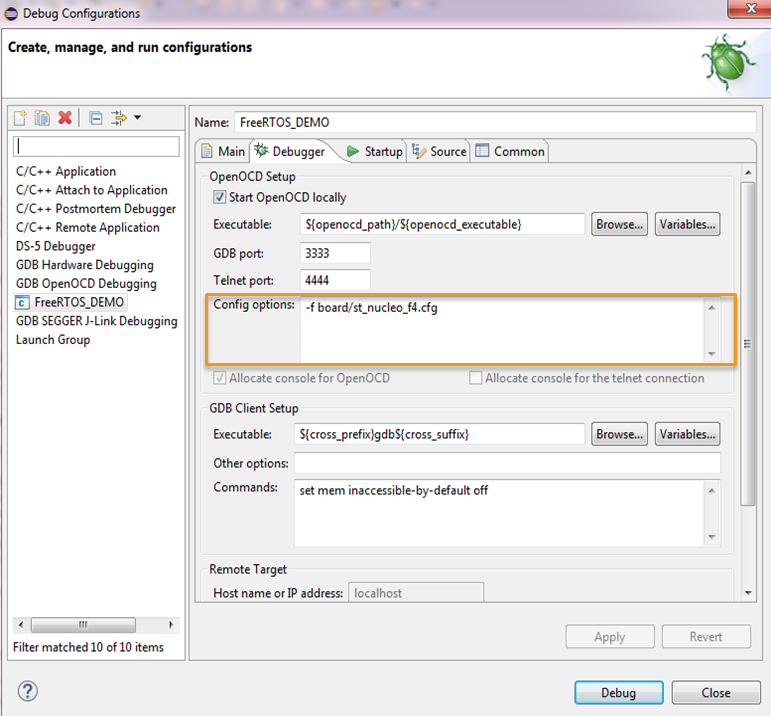 Debug Configurations
Create, manage, and run configurations
C/C++ Application
C/C++ Attach to Application
C/C++ Postmortem Debugger
C/C++ Remote Application
DS-5 Debugger
GDB Hardware Debugging
GDB OpenOCD Debugging
c FreeRTOS_DEMO
GDB SEGGER J-Link Debugging
Launch Group
Filter matched 10 of 10 items
Name: FreeRTOS_DEMO
Main Debugger Startup Source Common
OpenOCD Setup
Start OpenOCD locally
Executable: ${openocd_path}/${openocd_executable} Browse... Variables...
GDB port: 3333
Telnet port: 4444
Config options: -f board/st_nucleo_f4.cfg
Allocate console for OpenOCD Allocate console for the telnet connection
GDB Client Setup
Executable: ${cross_prefix}gdb${cross_suffix} Browse... Variables...
Other options:
Commands: set mem inaccessible-by-default off
Remote Target
Host name or IP address: localhost
Apply Revert
? Debug Close